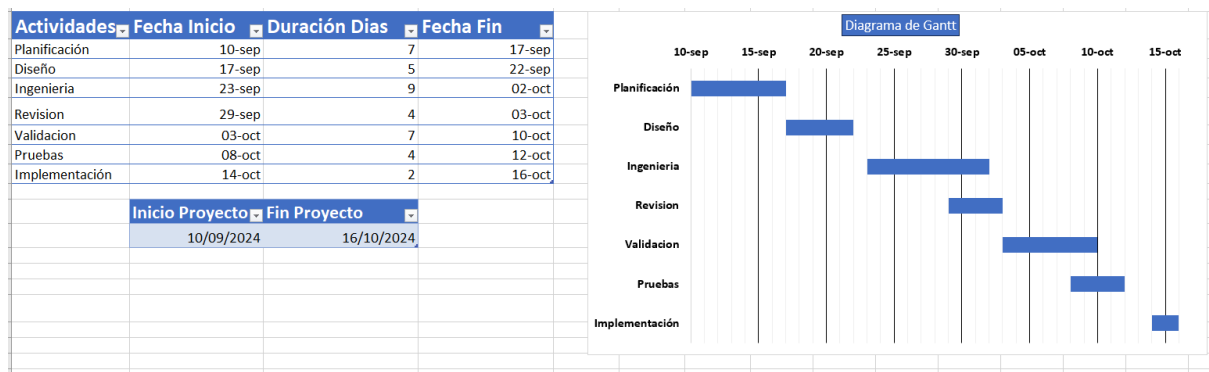 Actividades Fecha Inicio Duración Dias Fecha Fin
Planificación 10-sep 7 17-sep
Diseño 17-sep 5 22-sep
Ingenieria 23-sep 9 02-oct
Revision 29-sep 4 03-oct
Validacion 03-oct 7 10-oct
Pruebas 08-oct 4 12-oct
Implementación 14-oct 2 16-oct
Inicio Proyecto Fin Proyecto
10/09/2024 16/10/2024
Diagrama de Gantt
10-sep 15-sep 20-sep 25-sep 30-sep 05-oct 10-oct 15-oct
Planificación
Diseño
Ingenieria
Revision
Validacion
Pruebas
Implementación